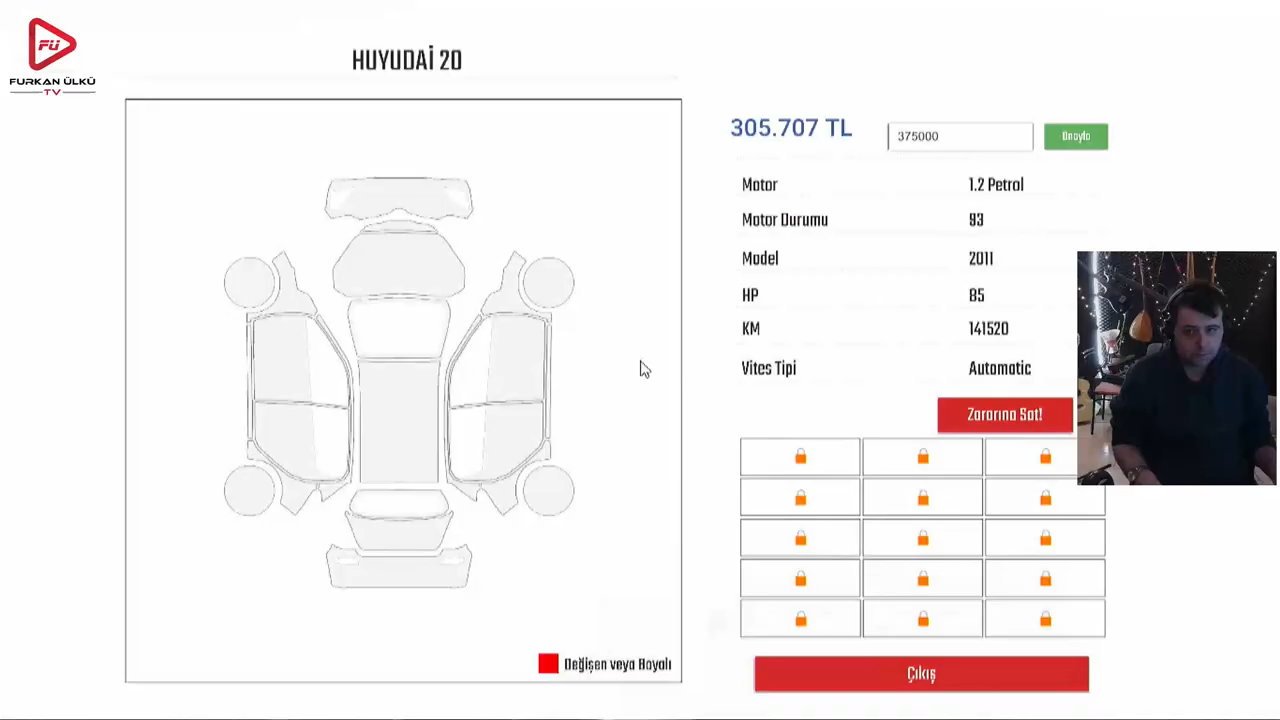 FU
FURKAN ÜLKÜ
TV
HUYUDAİ 20
305.707 TL
375000
Onayla
Motor 1.2 Petrol
Motor Durumu 93
Model 2011
HP 85
KM 141520
Vites Tipi Automatic
Zararına Sat!
Değişen veya Boyalı
Çıkış